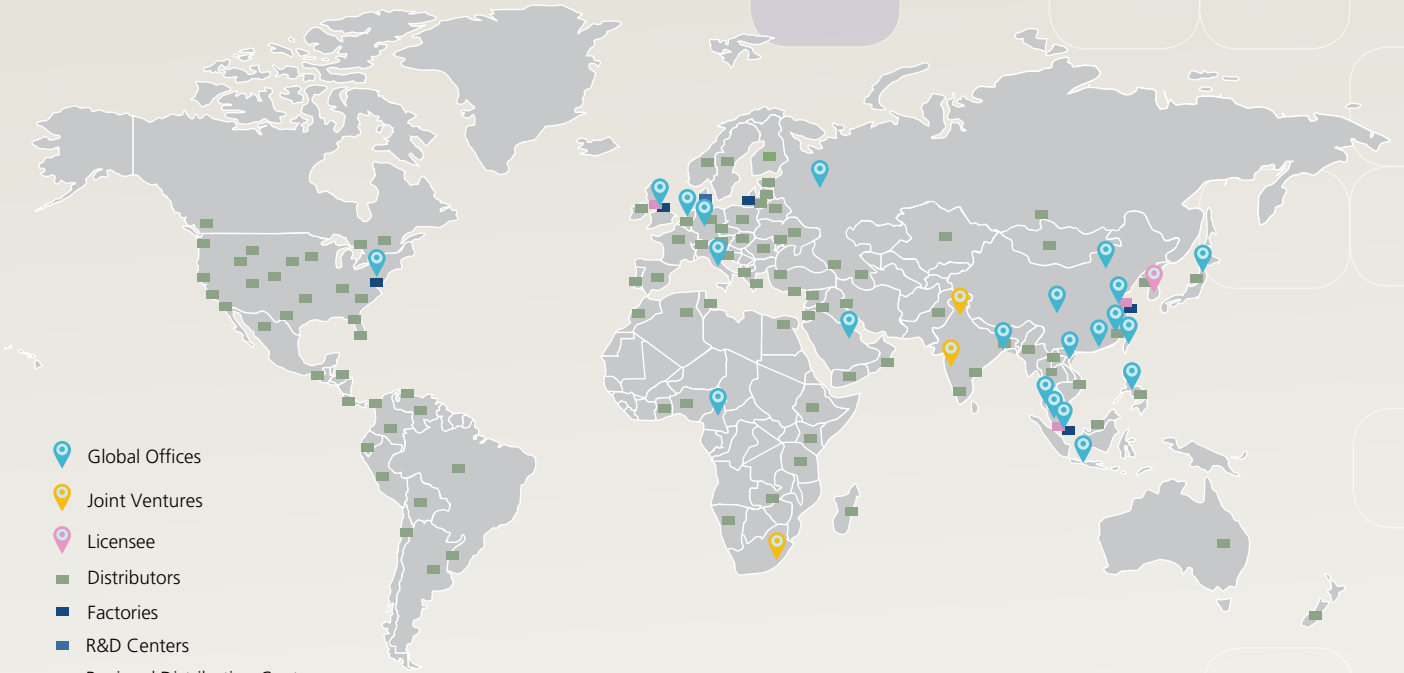 Global Offices
Joint Ventures
Licensee
Distributors
Factories
R&D Centers